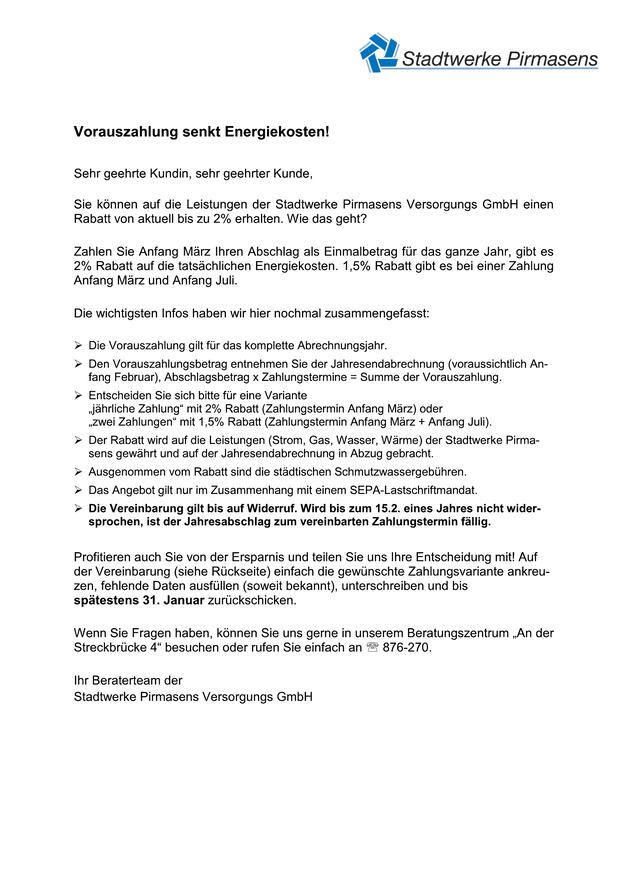 Stadtwerke Pirmasens
Vorauszahlung senkt Energiekosten!
Sehr geehrte Kundin, sehr geehrter Kunde,
Sie können auf die Leistungen der Stadtwerke Pirmasens Versorgungs GmbH einen
Rabatt von aktuell bis zu 2% erhalten. Wie das geht?
Zahlen Sie Anfang März Ihren Abschlag als Einmalbetrag für das ganze Jahr, gibt es
2% Rabatt auf die tatsächlichen Energiekosten. 1,5% Rabatt gibt es bei einer Zahlung
Anfang März und Anfang Juli.
Die wichtigsten Infos haben wir hier nochmal zusammengefasst:
➢ Die Vorauszahlung gilt für das komplette Abrechnungsjahr.
➢ Den Vorauszahlungsbetrag entnehmen Sie der Jahresendabrechnung (voraussichtlich An-
fang Februar), Abschlagsbetrag x Zahlungstermine = Summe der Vorauszahlung.
➢ Entscheiden Sie sich bitte für eine Variante
„jährliche Zahlung“ mit 2% Rabatt (Zahlungstermin Anfang März) oder
„zwei Zahlungen“ mit 1,5% Rabatt (Zahlungstermin Anfang März + Anfang Juli).
➢ Der Rabatt wird auf die Leistungen (Strom, Gas, Wasser, Wärme) der Stadtwerke Pirma-
sens gewährt und auf der Jahresendabrechnung in Abzug gebracht.
➢ Ausgenommen vom Rabatt sind die städtischen Schmutzwassergebühren.
➢ Das Angebot gilt nur im Zusammenhang mit einem SEPA-Lastschriftmandat.
➢ Die Vereinbarung gilt bis auf Widerruf. Wird bis zum 15.2. eines Jahres nicht wider-
sprochen, ist der Jahresabschlag zum vereinbarten Zahlungstermin fällig.
Profitieren auch Sie von der Ersparnis und teilen Sie uns Ihre Entscheidung mit! Auf
der Vereinbarung (siehe Rückseite) einfach die gewünschte Zahlungsvariante ankreu-
zen, fehlende Daten ausfüllen (soweit bekannt), unterschreiben und bis
spätestens 31. Januar zurückschicken.
Wenn Sie Fragen haben, können Sie uns gerne in unserem Beratungszentrum „An der
Streckbrücke 4“ besuchen oder rufen Sie einfach an ☏ 876-270.
Ihr Beraterteam der
Stadtwerke Pirmasens Versorgungs GmbH